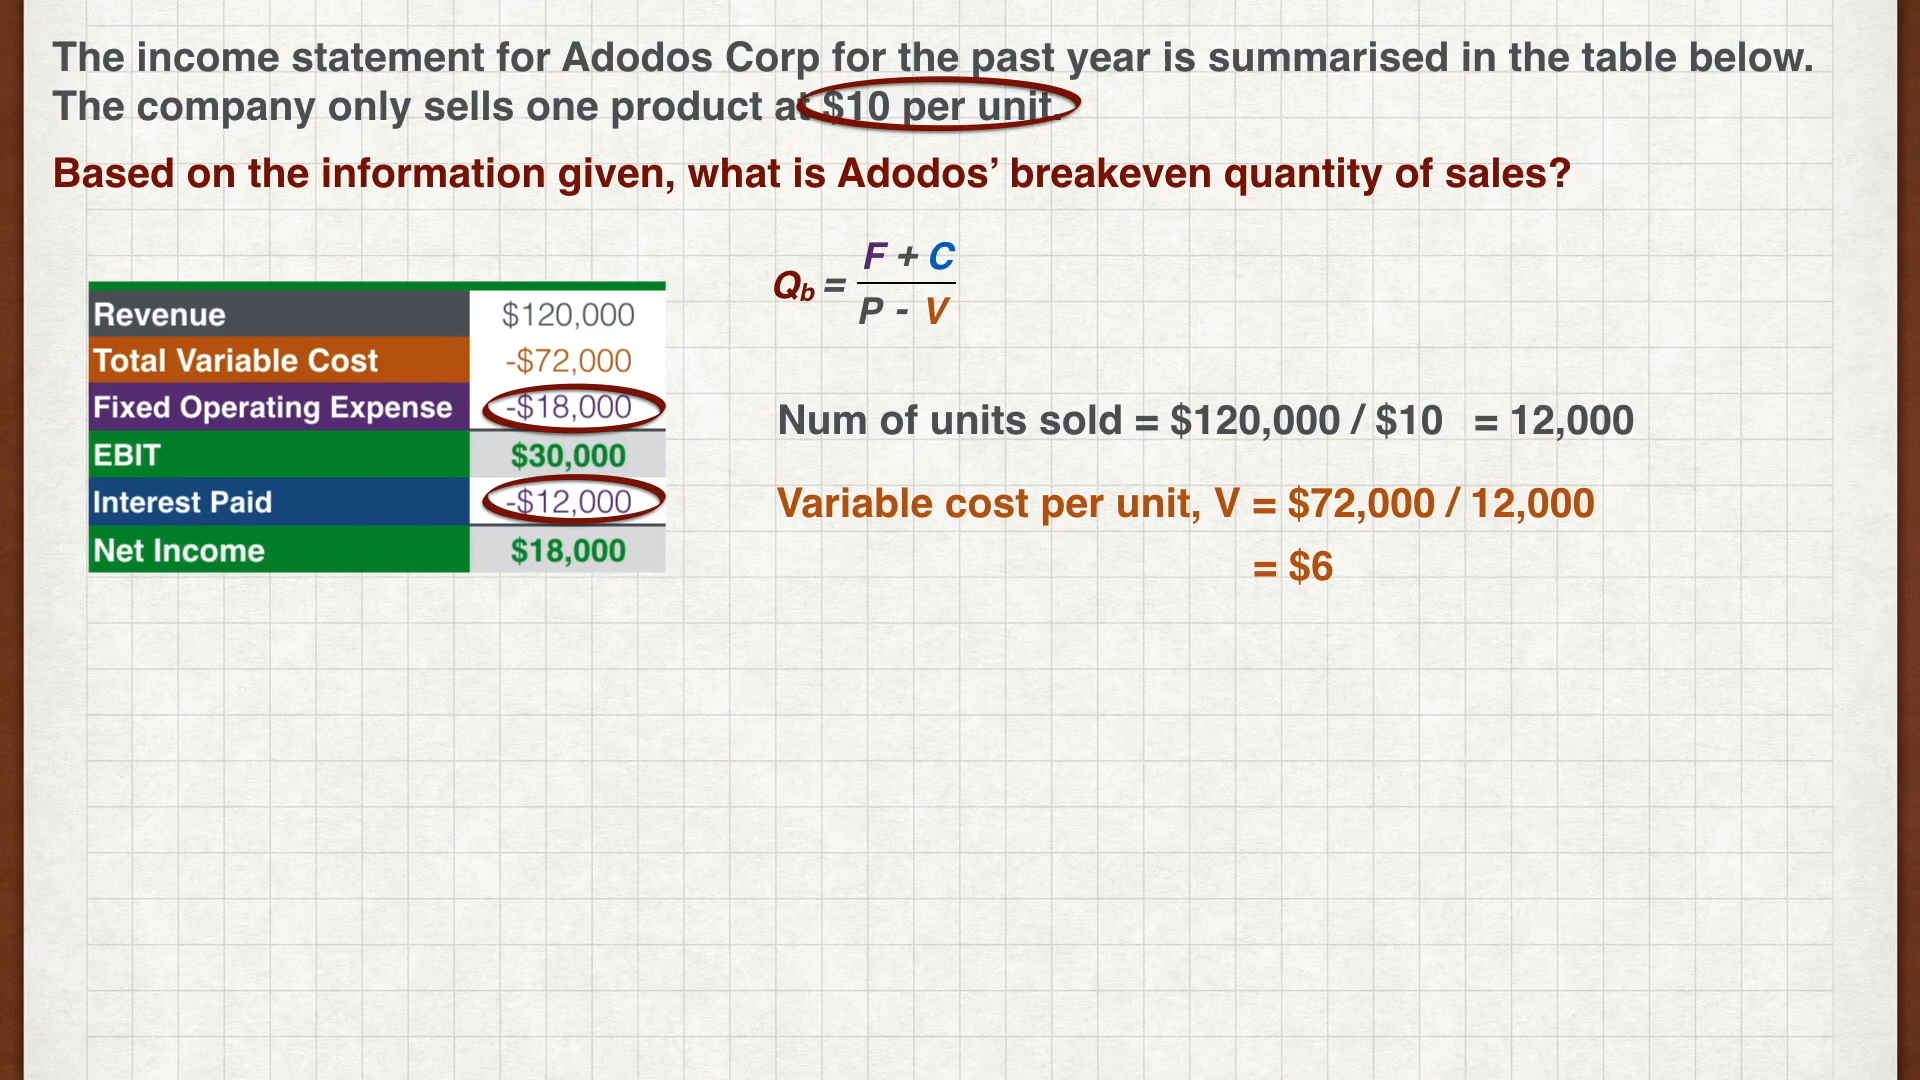 The income statement for Adodos Corp for the past year is summarised in the table below.
The company only sells one product at $10 per unit.
Based on the information given, what is Adodos’ breakeven quantity of sales?
Qb = F + C
P - V
Revenue $120,000
Total Variable Cost -$72,000
Fixed Operating Expense -$18,000
EBIT $30,000
Interest Paid -$12,000
Net Income $18,000
Num of units sold = $120,000 / $10 = 12,000
Variable cost per unit, V = $72,000 / 12,000
= $6